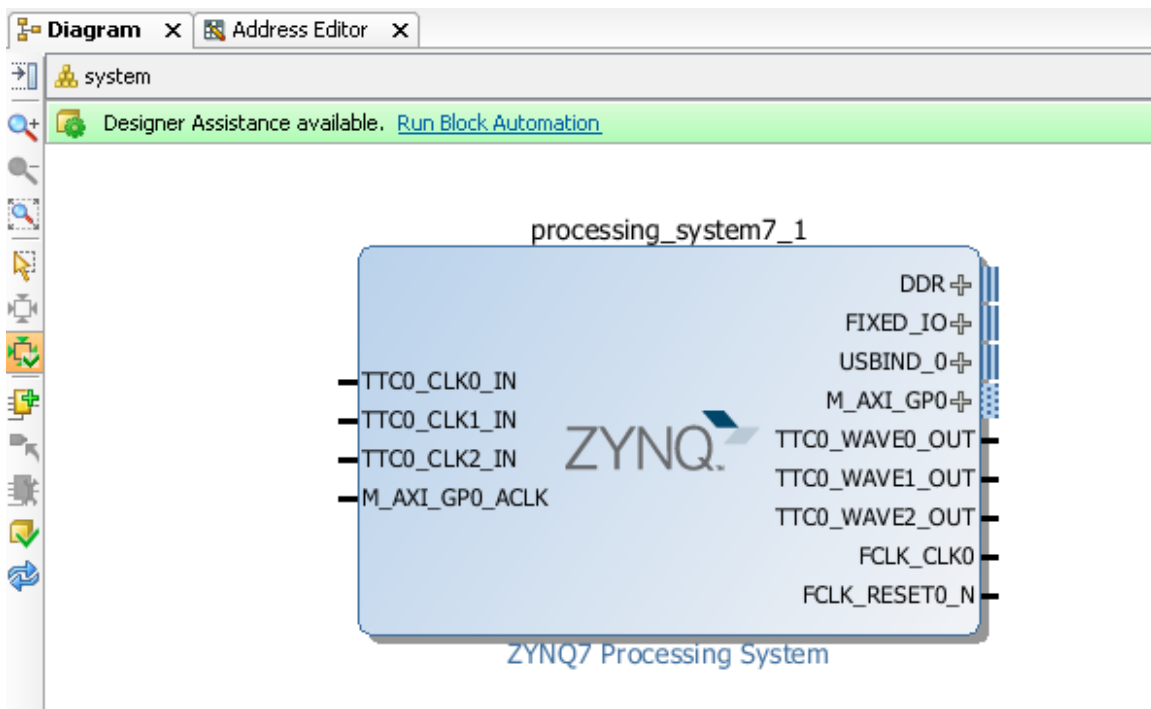 Diagram X Address Editor X
system
Designer Assistance available. Run Block Automation
processing_system7_1
DDR
FIXED_IO
USBIND_0
M_AXI_GP0
TTC0_WAVE0_OUT
TTC0_WAVE1_OUT
TTC0_WAVE2_OUT
FCLK_CLK0
FCLK_RESET0_N
TTC0_CLK0_IN
TTC0_CLK1_IN
TTC0_CLK2_IN
M_AXI_GP0_ACLK
ZYNQ
ZYNQ7 Processing System